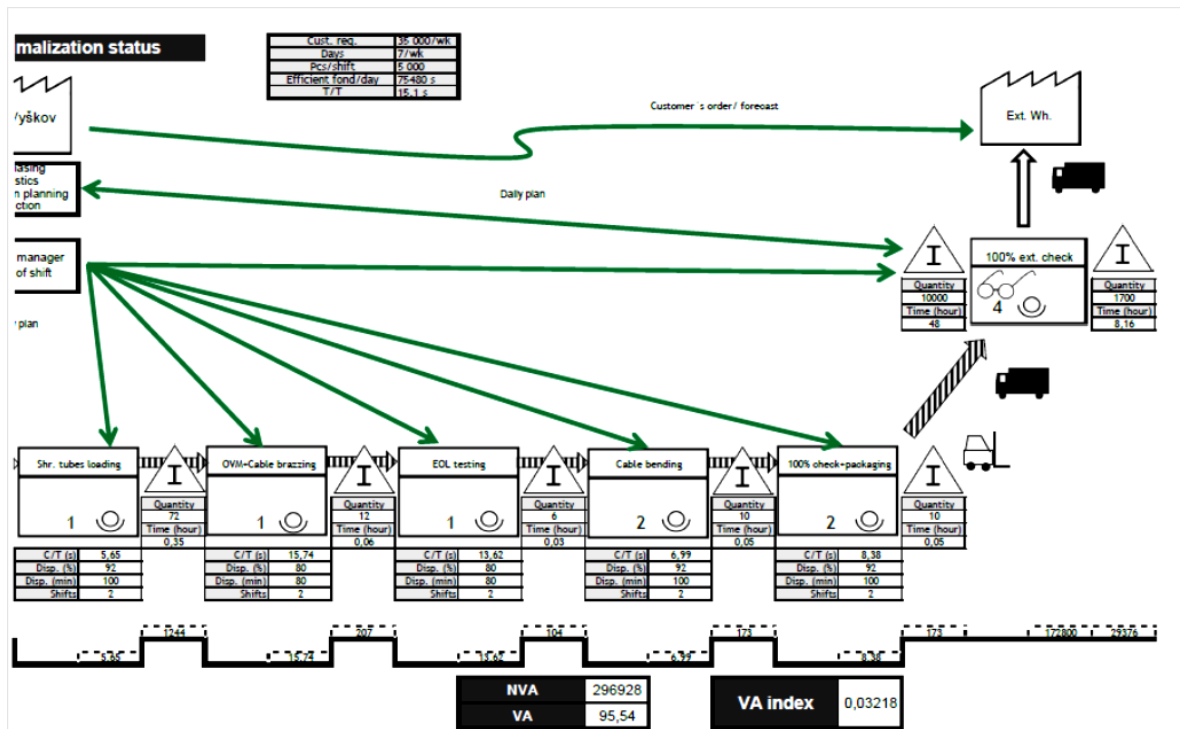 malization status
Cust. req. 35 000/wk
Days 7/wk
Pcs/shift 5 000
Efficient fond/day 75480 s
T/T 15.1 s
Customer´s order/ forecast
Vyškov
Ext. Wh.
asing
stics
n planning
ction
Daily plan
manager
of shift
plan
I
100% ext. check
I
Quantity
10000
Time (hour)
48
4
Quantity
1700
Time (hour)
8,16
Shr. tubes loading
I
OVM+Cable brazzing
I
EOL testing
I
Cable bending
I
100% check+packaging
I
1
Quantity
72
Time (hour)
0,35
1
Quantity
12
Time (hour)
0,06
1
Quantity
6
Time (hour)
0,03
2
Quantity
10
Time (hour)
0,05
2
Quantity
10
Time (hour)
0,05
C/T (s) 5,65
Disp. (%) 92
Disp. (min) 100
Shifts 2
C/T (s) 15,74
Disp. (%) 80
Disp. (min) 80
Shifts 2
C/T (s) 13,62
Disp. (%) 80
Disp. (min) 80
Shifts 2
C/T (s) 6,99
Disp. (%) 92
Disp. (min) 100
Shifts 2
C/T (s) 8,38
Disp. (%) 92
Disp. (min) 100
Shifts 2
1244 207 104 173 173 172800 29376
5.65 15.74 13.62 6.99 8.38
NVA 296928
VA 95,54
VA index 0,03218